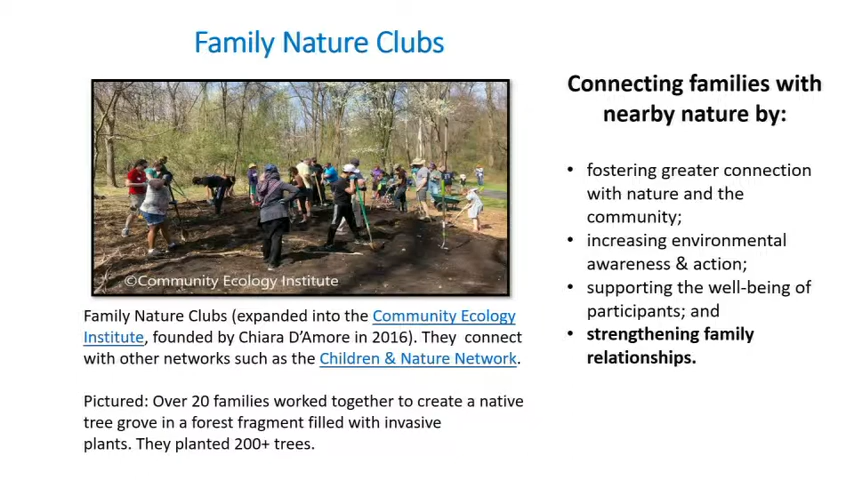 Family Nature Clubs
©Community Ecology Institute
Family Nature Clubs (expanded into the Community Ecology
Institute, founded by Chiara D’Amore in 2016). They connect
with other networks such as the Children & Nature Network.
Pictured: Over 20 families worked together to create a native
tree grove in a forest fragment filled with invasive
plants. They planted 200+ trees.
Connecting families with
nearby nature by:
• fostering greater connection
with nature and the
community;
• increasing environmental
awareness & action;
• supporting the well-being of
participants; and
• strengthening family
relationships.